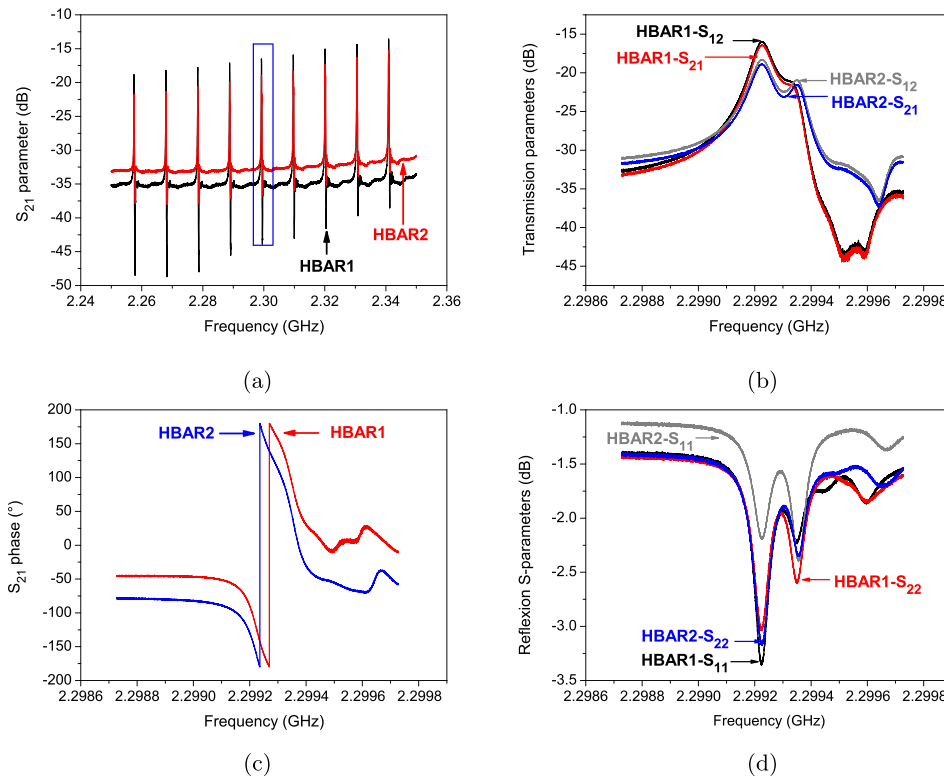 -10
-15
-20
-25
-30
-35
-40
-45
-50
S21 parameter (dB)
HBAR2
HBAR1
2.24 2.26 2.28 2.30 2.32 2.34 2.36
Frequency (GHz)
(a)
-15
-20
-25
-30
-35
-40
-45
Transmission parameters (dB)
HBAR1-S12
HBAR1-S21
HBAR2-S12
HBAR2-S21
2.2986 2.2990 2.2992 2.2994 2.2996 2.2998
Frequency (GHz)
(b)
200
150
100
50
0
-50
-100
-150
-200
S21 phase (°)
HBAR2
HBAR1
2.2986 2.2990 2.2992 2.2994 2.2996 2.2998
Frequency (GHz)
(c)
-1.0
-1.5
-2.0
-2.5
-3.0
-3.5
Reflexion S-parameters (dB)
HBAR2-S11
HBAR1-S22
HBAR2-S22
HBAR1-S11
2.2986 2.2990 2.2992 2.2994 2.2996 2.2998
Frequency (GHz)
(d)